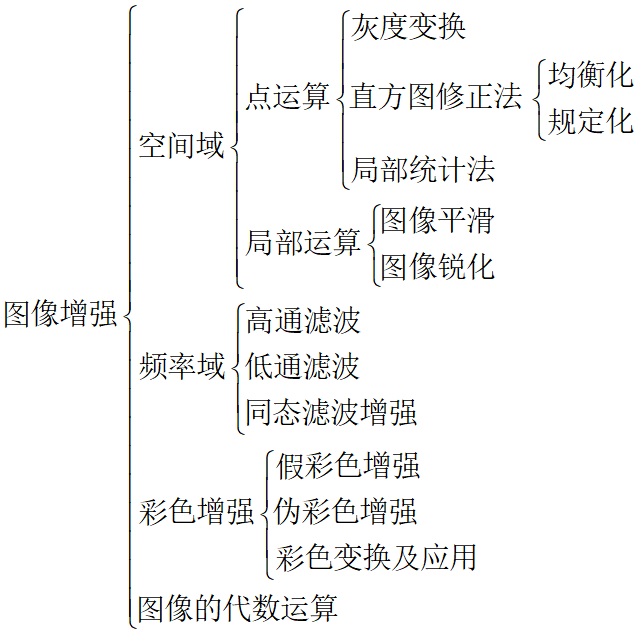 灰度变换
均衡化
点运算
直方图修正法
规定化
空间域
局部统计法
图像平滑
局部运算
图像锐化
图像增强
高通滤波
频率域
低通滤波
同态滤波增强
假彩色增强
彩色增强
伪彩色增强
彩色变换及应用
图像的代数运算